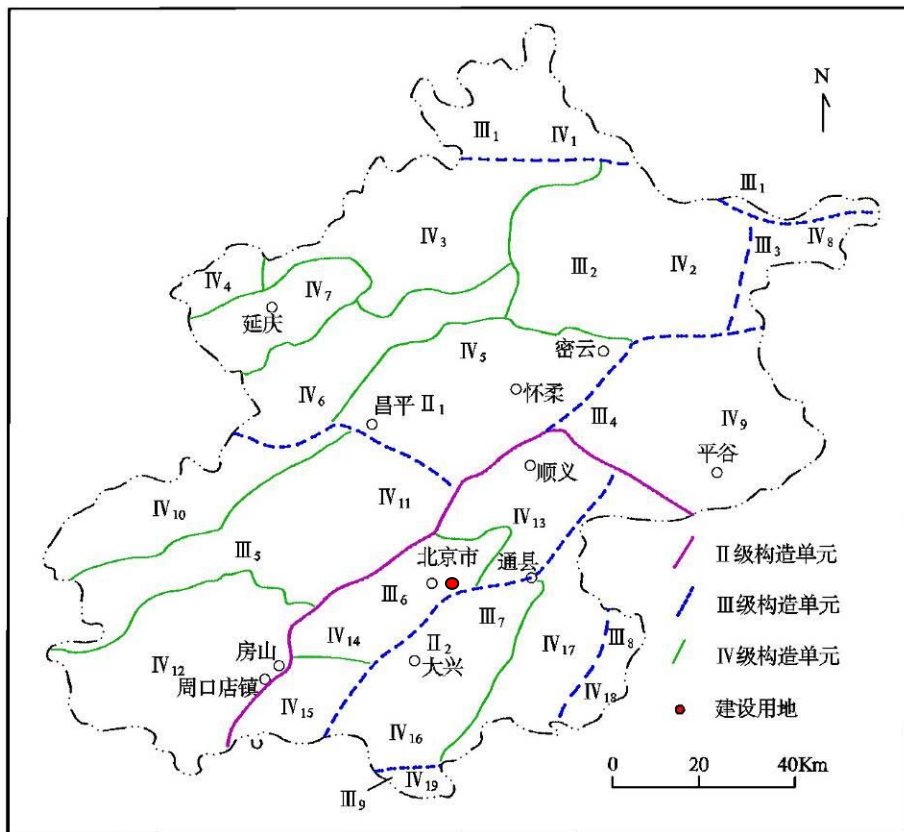 N
Ⅲ₁
Ⅳ₁
Ⅲ₁
Ⅳ₃
Ⅲ₃
Ⅳ₈
Ⅲ₂
Ⅳ₂
Ⅳ₄
Ⅳ₇
延庆
Ⅳ₅
密云
Ⅳ₆
昌平
Ⅱ₁
怀柔
Ⅲ₄
Ⅳ₉
平谷
顺义
Ⅳ₁₀
Ⅳ₁₁
Ⅳ₁₃
Ⅲ₅
北京市
通县
Ⅲ₆
Ⅲ₇
Ⅳ₁₂
房山
Ⅳ₁₄
Ⅱ₂
大兴
Ⅳ₁₇
Ⅲ₈
周口店镇
Ⅳ₁₅
Ⅳ₁₈
Ⅳ₁₆
Ⅳ₁₉
Ⅲ₉
Ⅱ级构造单元
Ⅲ级构造单元
Ⅳ级构造单元
建设用地
0 20 40Km